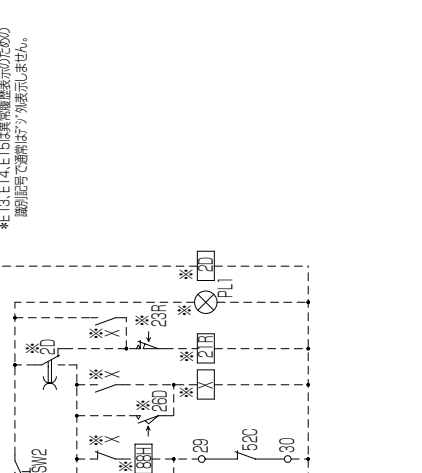 *E13、E14、E15は異常履歴表示のための
識別記号で通常はデジタル表示しません。
※ 2D
※ PL1
※ 2D
※ X
※ 23R
※ 21R
※ X
※ X
※ 26D
※ X
※ 88H
SW2
29
52C
30